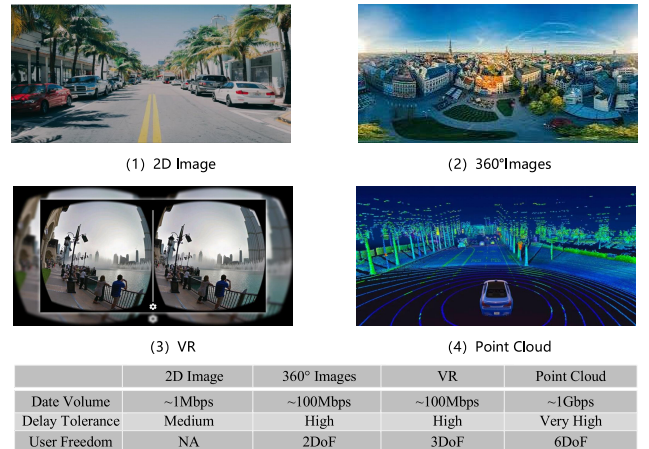 (1) 2D Image
(2) 360°Images
(3) VR
(4) Point Cloud
2D Image 360° Images VR Point Cloud
Date Volume ~1Mbps ~100Mbps ~100Mbps ~1Gbps
Delay Tolerance Medium High High Very High
User Freedom NA 2DoF 3DoF 6DoF